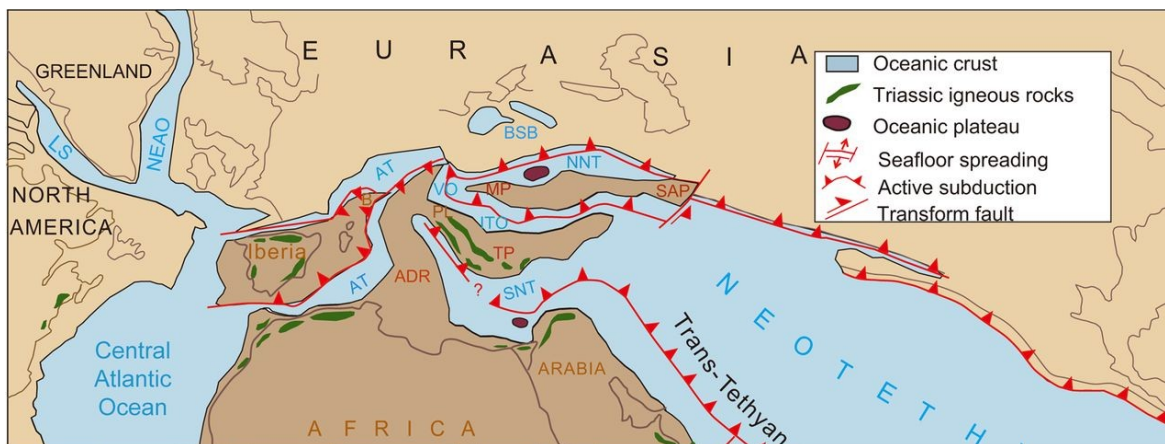 E U R A S I A
GREENLAND
LS
NEAO
NORTH
AMERICA
BSB
AT
NNT
VO
MP
SAP
B
PL
ITO
Iberia
TP
ADR
AT
SNT
?
Central
Atlantic
Ocean
ARABIA
AFRICA
Trans-Tethyan
N E O T E T H
Oceanic crust
Triassic igneous rocks
Oceanic plateau
Seafloor spreading
Active subduction
Transform fault